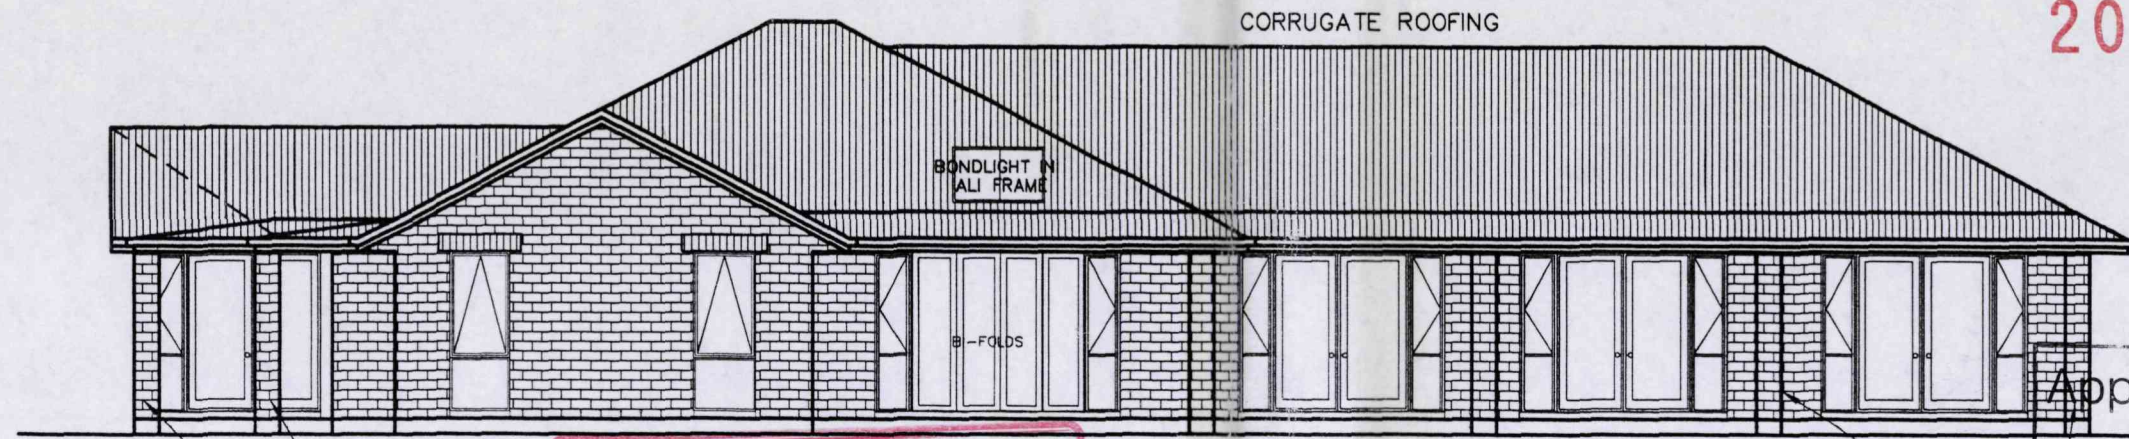 CORRUGATE ROOFING
20
BONDLIGHT IN
ALI FRAME
BI-FOLDS
App